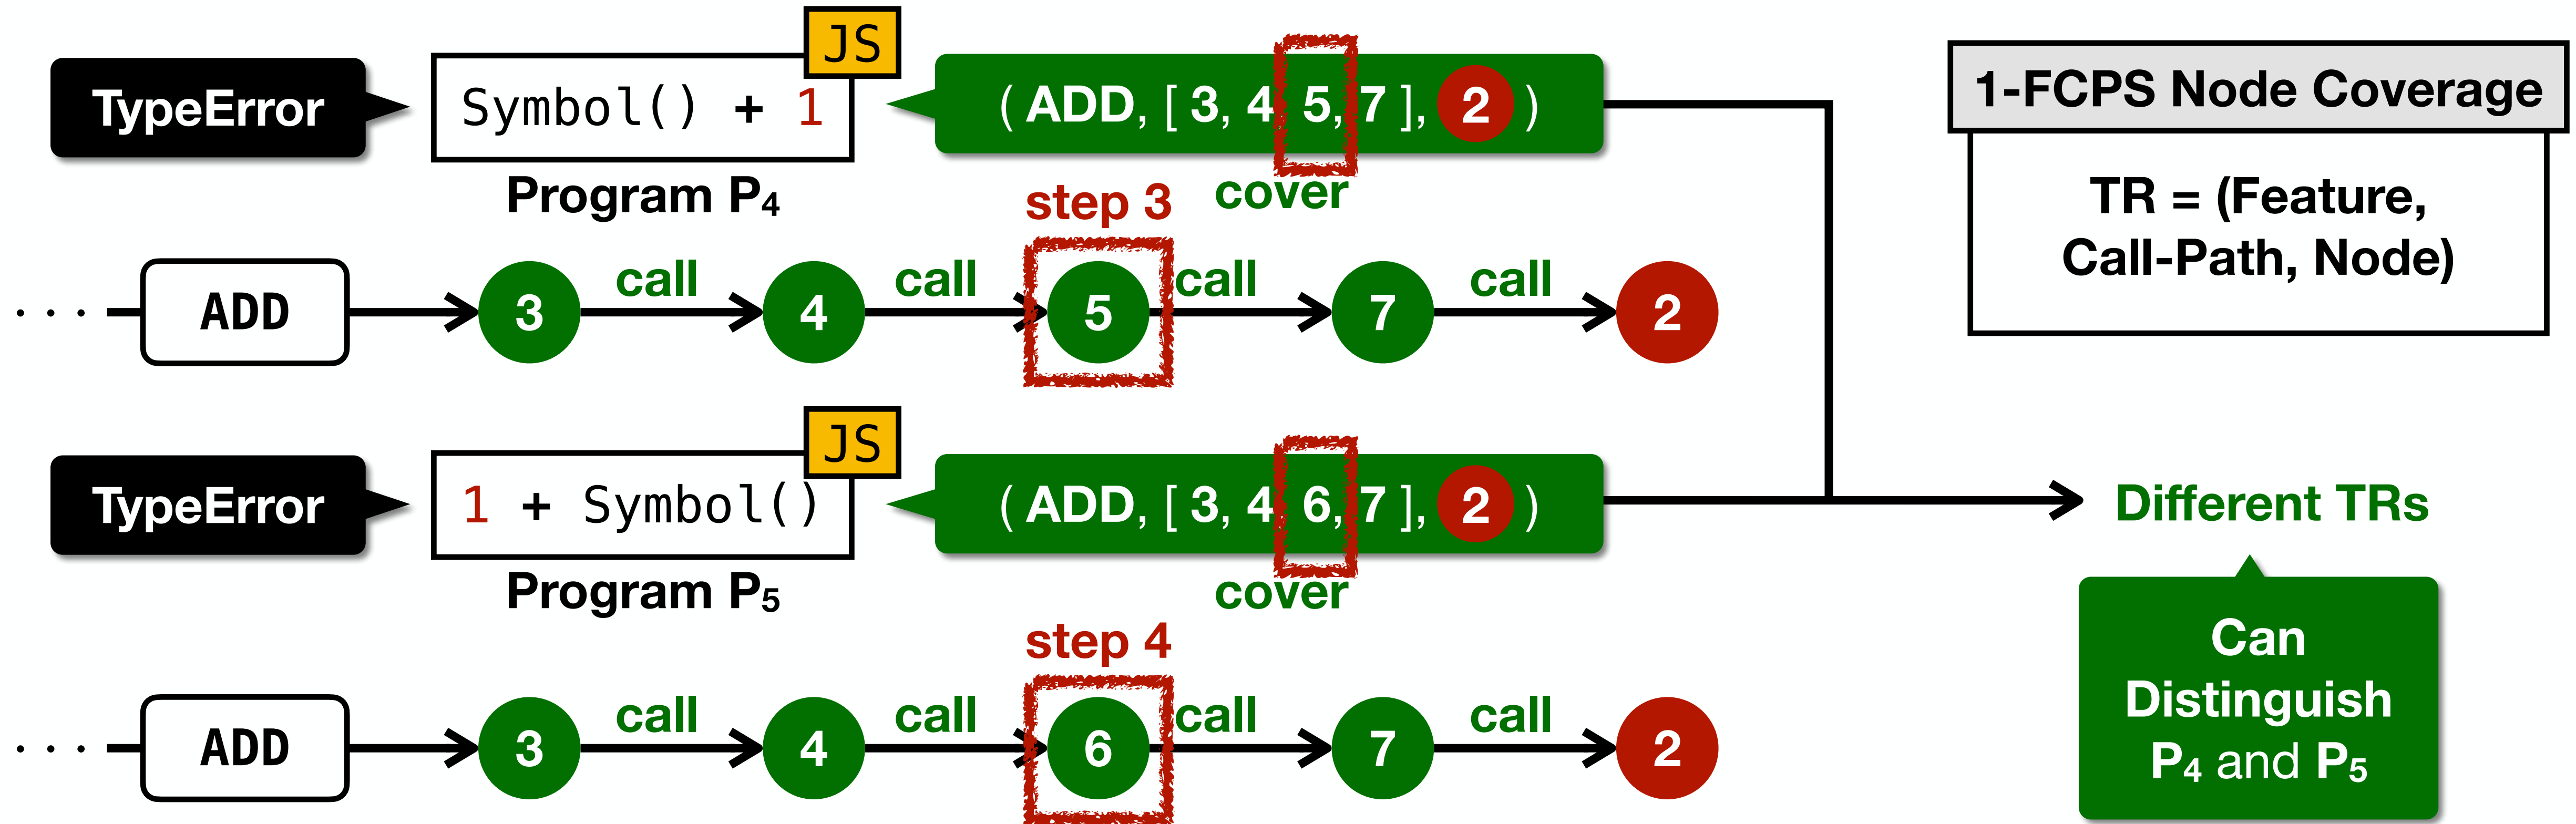 JS
TypeError
Symbol() + 1
( ADD, [ 3, 4 5, 7 ], 2 )
1-FCPS Node Coverage
TR = (Feature,
Call-Path, Node)
Program P₄
step 3
cover
. . .
ADD
3
call
4
call
5
call
7
call
2
JS
TypeError
1 + Symbol()
( ADD, [ 3, 4 6, 7 ], 2 )
Different TRs
Program P₅
cover
step 4
Can
Distinguish
P₄ and P₅
. . .
ADD
3
call
4
call
6
call
7
call
2